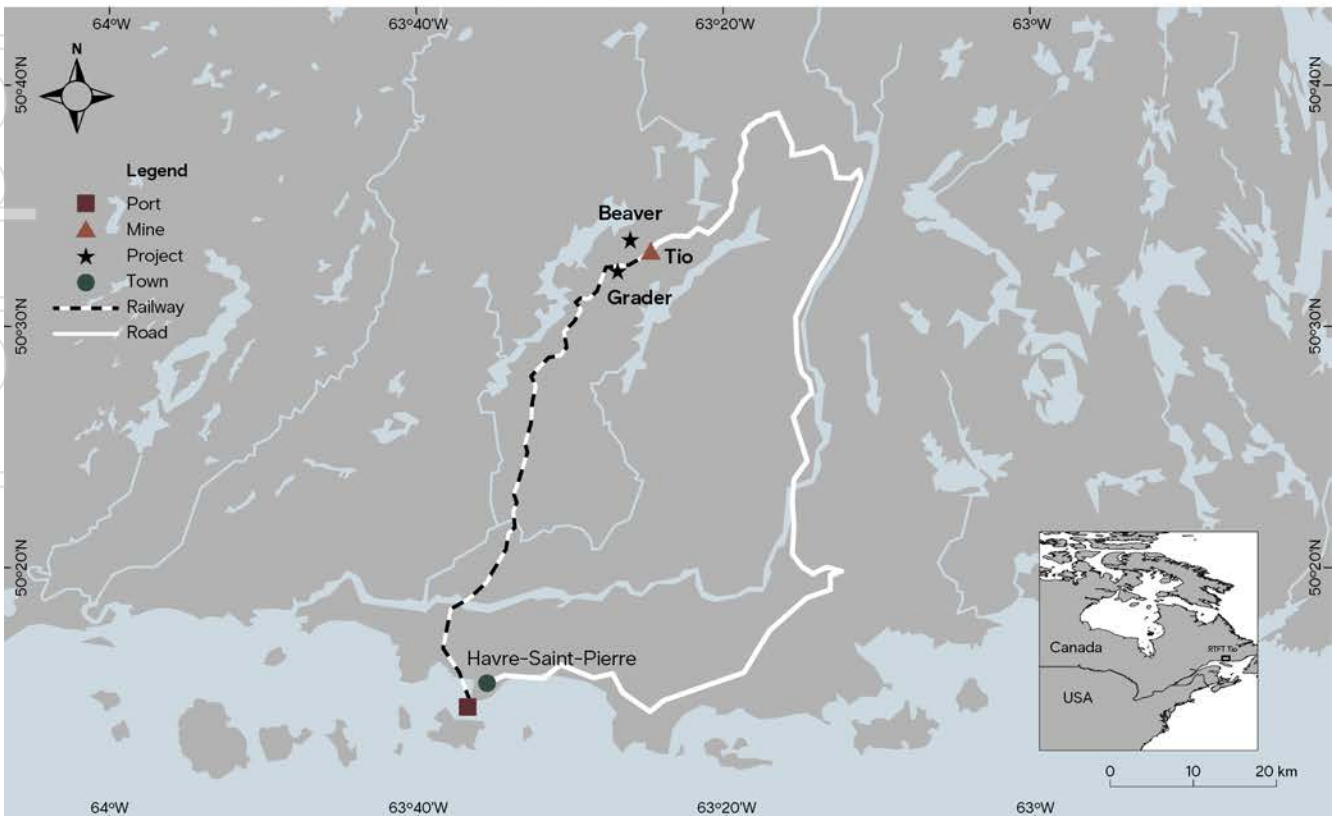 64°W 63°40'W 63°20'W 63°W
N
50°40'N 50°40'N
Legend
Port
Mine
Project
Town
Railway
Road
Beaver
Tio
Grader
50°30'N 50°30'N
50°20'N 50°20'N
Havre-Saint-Pierre
Canada
RTFT Tio
USA
0 10 20 km
64°W 63°40'W 63°20'W 63°W